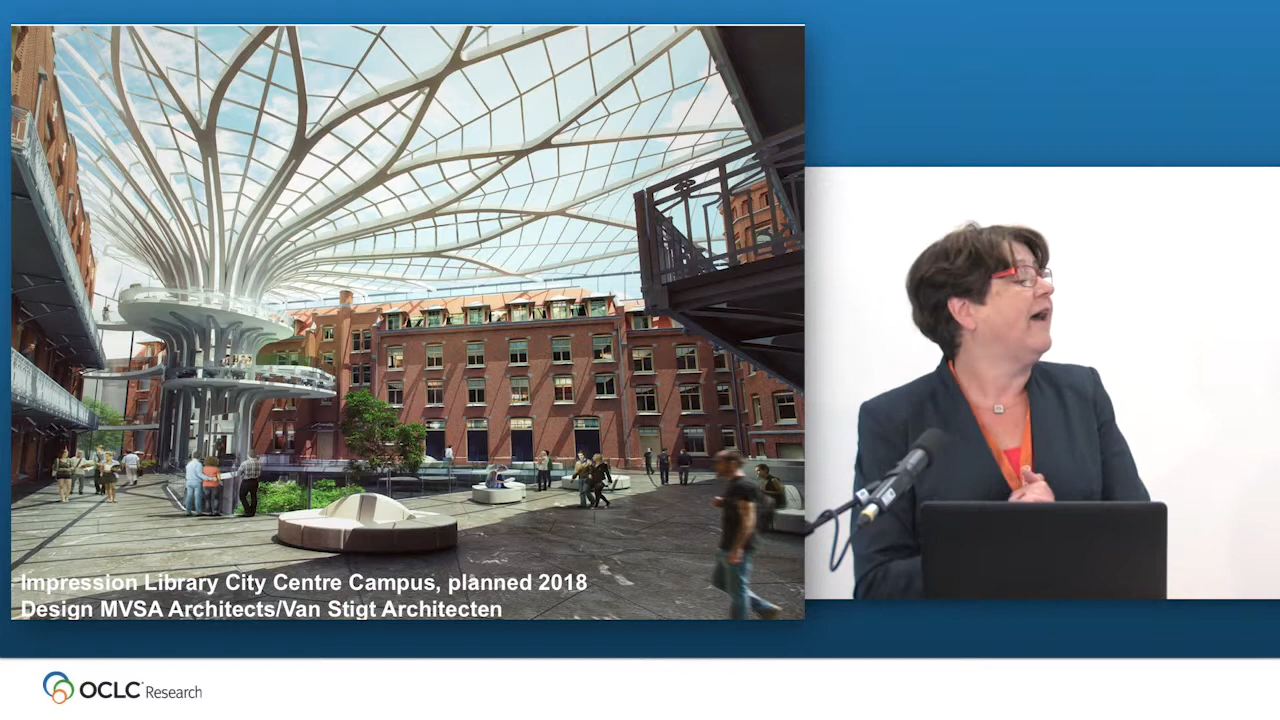 Impression Library City Centre Campus, planned 2018
Design MVSA Architects/Van Stigt Architecten
OCLC Research